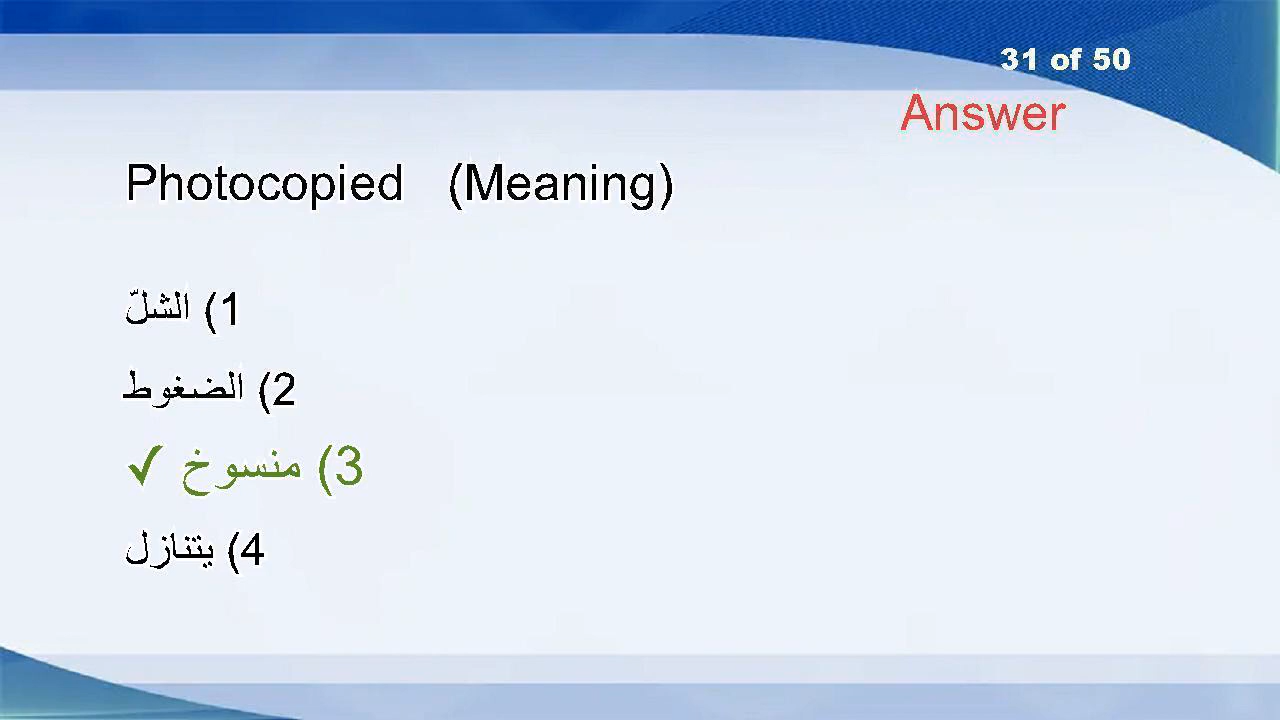 31 of 50
Answer
Photocopied (Meaning)
1) الشلّ
2) الضغوط
3) منسوخ ✓
4) يتنازل